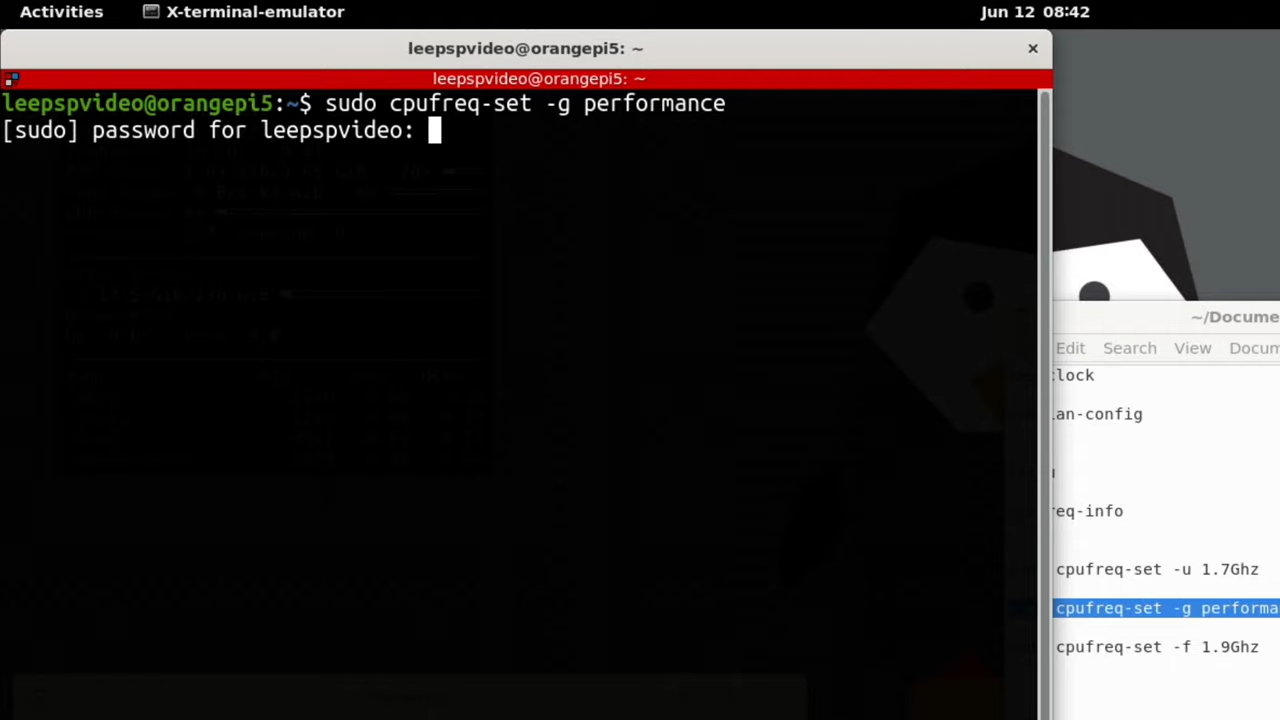 Activities X-terminal-emulator Jun 12 08:42
leepspvideo@orangepi5: ~ ×
leepspvideo@orangepi5: ~
leepspvideo@orangepi5:~$ sudo cpufreq-set -g performance
[sudo] password for leepspvideo:
~/Docume
Edit Search View Docum
clock
an-config
req-info
cpufreq-set -u 1.7Ghz
cpufreq-set -g performa
cpufreq-set -f 1.9Ghz